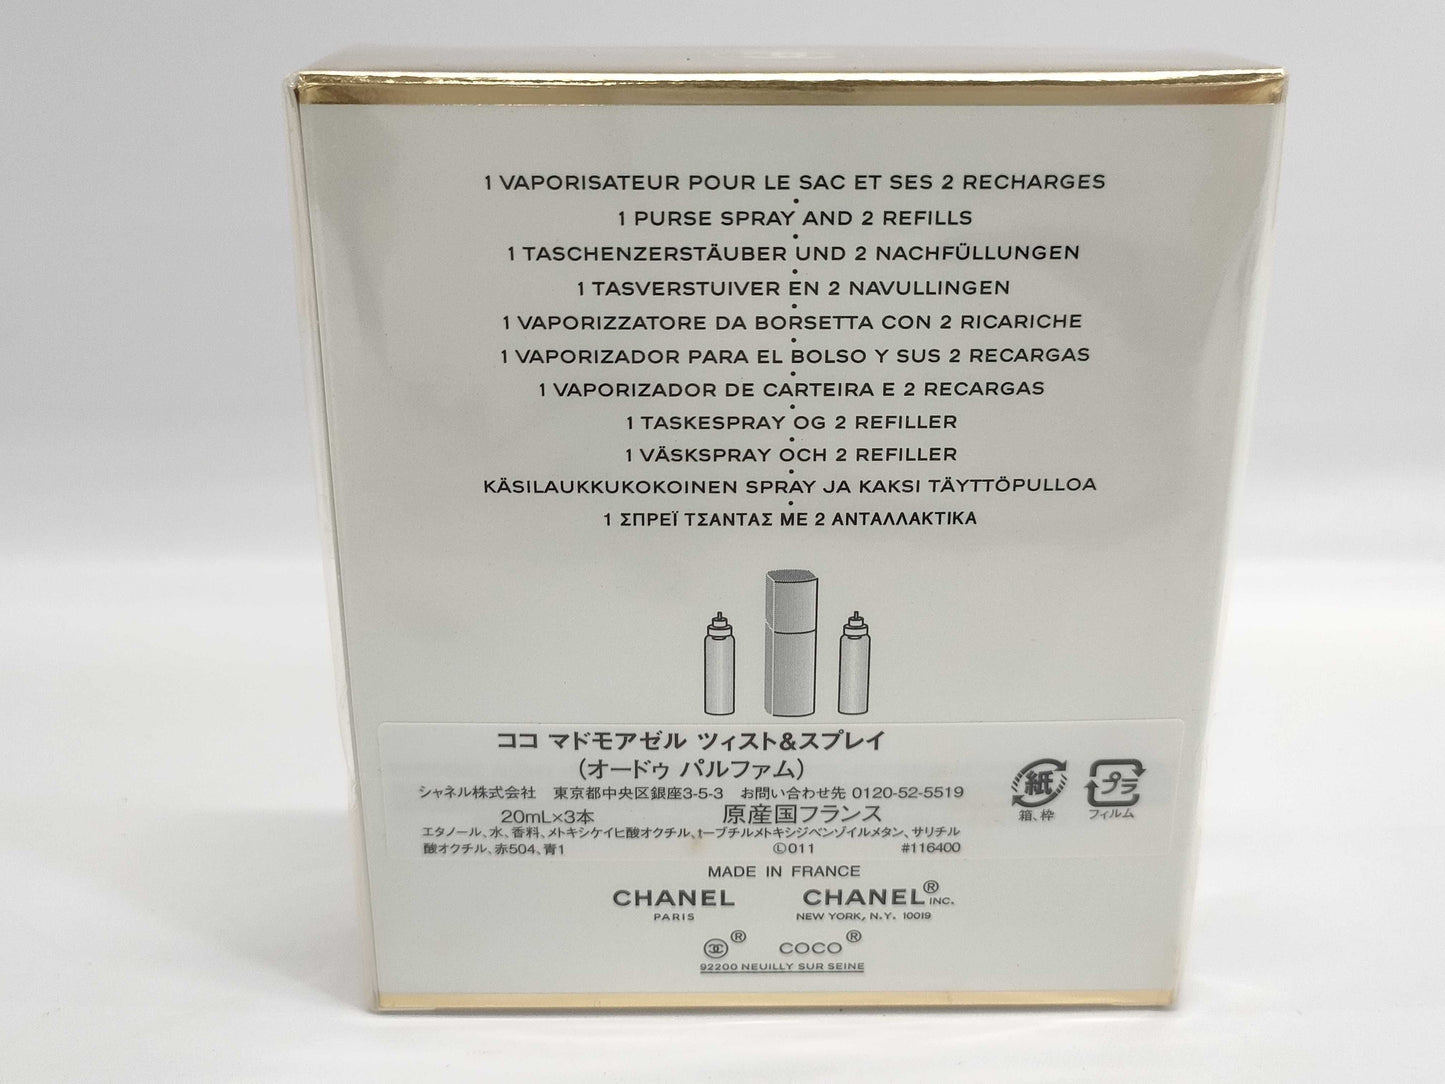 1 VAPORISATEUR POUR LE SAC ET SES 2 RECHARGES
•
1 PURSE SPRAY AND 2 REFILLS
•
1 TASCHENZERSTÄUBER UND 2 NACHFÜLLUNGEN
•
1 TASVERSTUIVER EN 2 NAVULLINGEN
•
1 VAPORIZZATORE DA BORSETTA CON 2 RICARICHE
•
1 VAPORIZADOR PARA EL BOLSO Y SUS 2 RECARGAS
•
1 VAPORIZADOR DE CARTEIRA E 2 RECARGAS
•
1 TASKESPRAY OG 2 REFILLER
•
1 VÄSKSPRAY OCH 2 REFILLER
•
KÄSILAUKKUKOKOINEN SPRAY JA KAKSI TÄYTTÖPULLOA
•
1 ΣΠΡΕΪ ΤΣΑΝΤΑΣ ΜΕ 2 ΑΝΤΑΛΛΑΚΤΙΚΑ
ココ マドモアゼル ツィスト&スプレイ
(オードゥ パルファム)
シャネル株式会社 東京都中央区銀座3-5-3 お問い合わせ先 0120-52-5519
20mL×3本 原産国フランス
エタノール、水、香料、メトキシケイヒ酸オクチル、t-ブチルメトキシジベンゾイルメタン、サリチル
酸オクチル、赤504、青1 Ⓛ011 #116400
紙 プラ
箱、枠 フィルム
MADE IN FRANCE
CHANEL CHANEL® INC.
PARIS NEW YORK, N.Y. 10019
® COCO®
92200 NEUILLY SUR SEINE